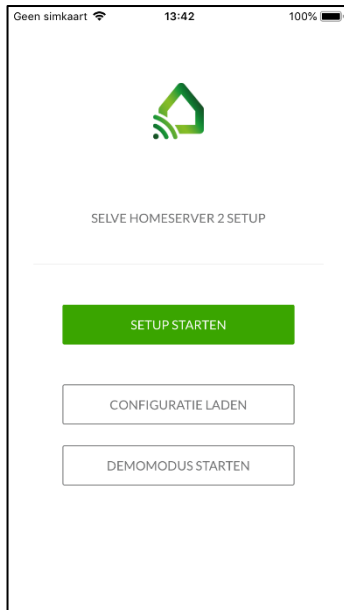 Geen simkaart 13:42 100%
SELVE HOMESERVER 2 SETUP
SETUP STARTEN
CONFIGURATIE LADEN
DEMOMODUS STARTEN